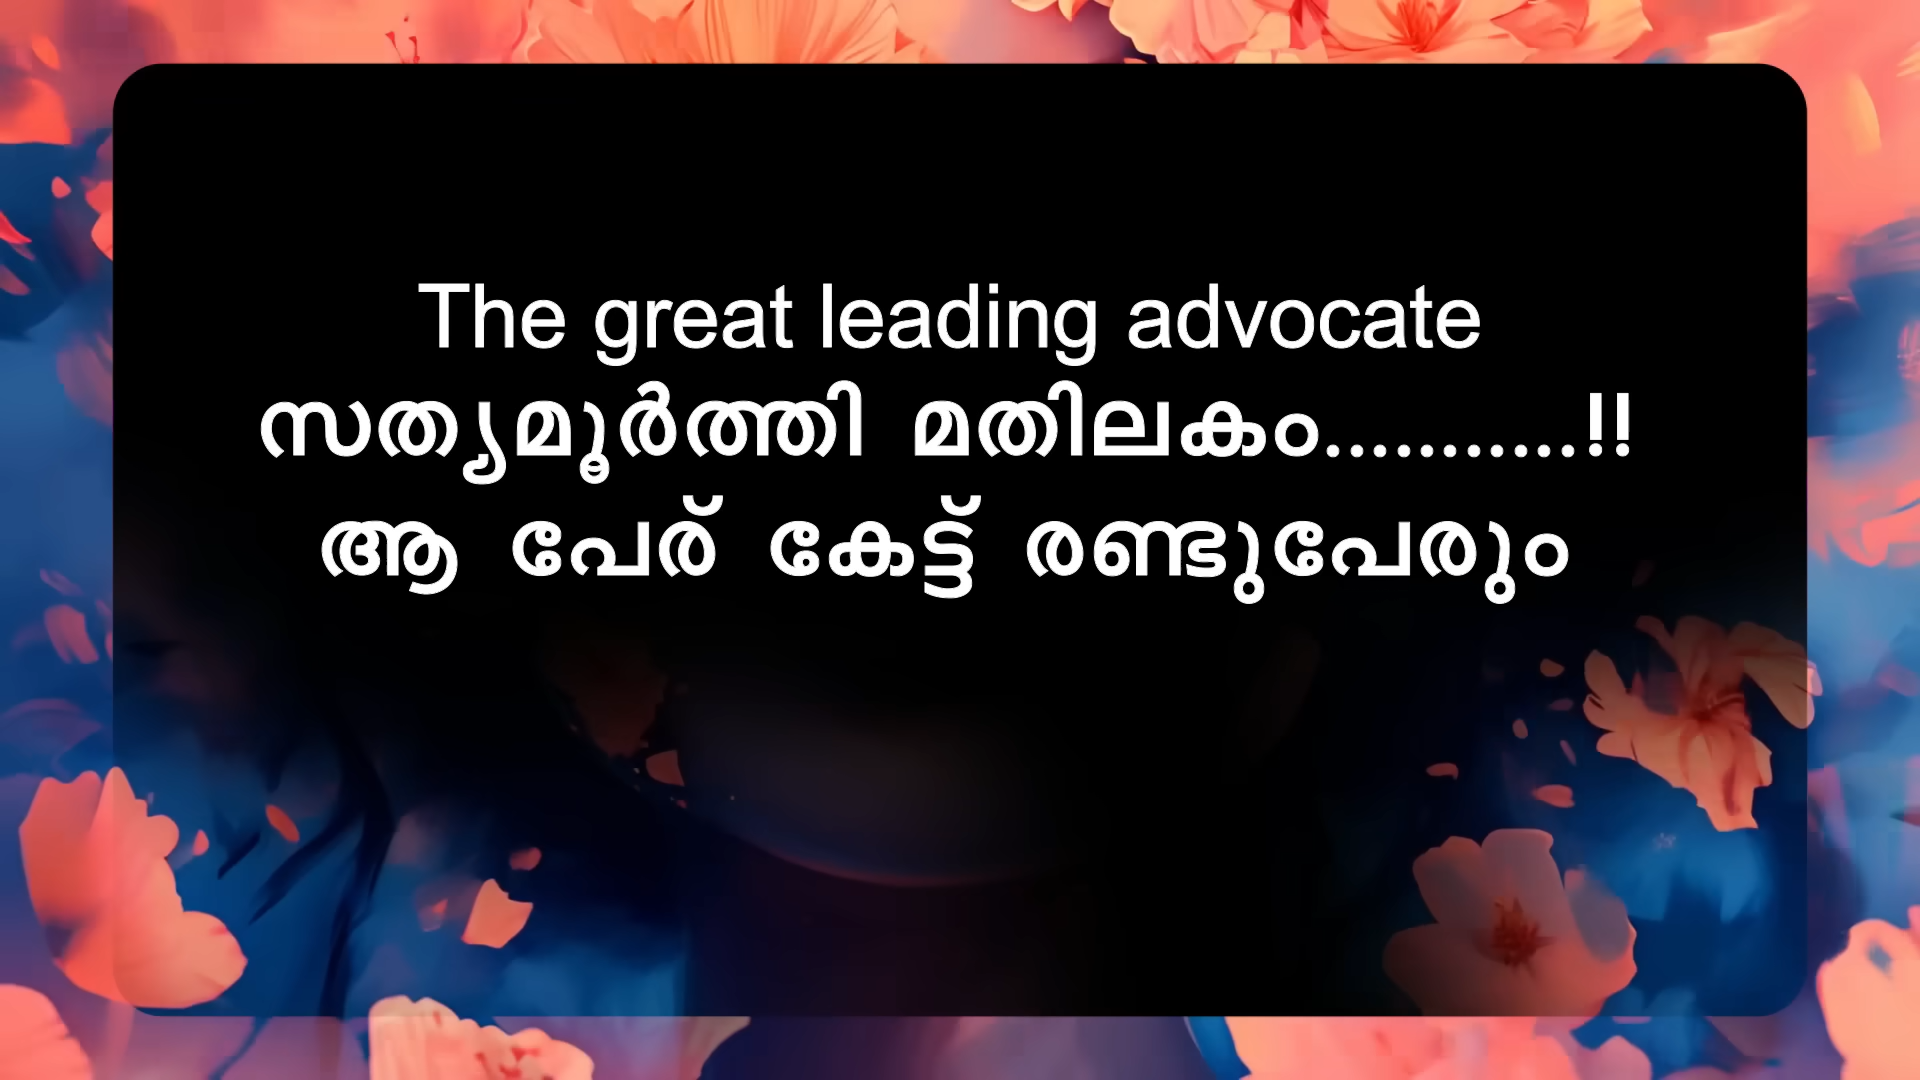 The great leading advocate
സത്യമൂർത്തി മതിലകം...........!!
ആ പേര് കേട്ട് രണ്ടുപേരും